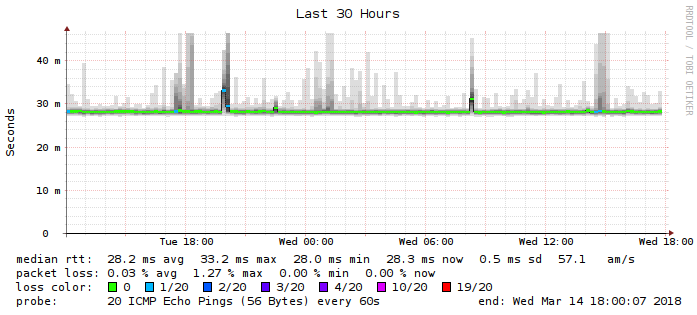 Last 30 Hours
RRDTOOL / TOBI OETIKER
Seconds
40 m
30 m
20 m
10 m
0
Tue 18:00 Wed 00:00 Wed 06:00 Wed 12:00 Wed 18:00
median rtt: 28.2 ms avg 33.2 ms max 28.0 ms min 28.3 ms now 0.5 ms sd 57.1 am/s
packet loss: 0.03 % avg 1.27 % max 0.00 % min 0.00 % now
loss color: 0 1/20 2/20 3/20 4/20 10/20 19/20
probe: 20 ICMP Echo Pings (56 Bytes) every 60s end: Wed Mar 14 18:00:07 2018